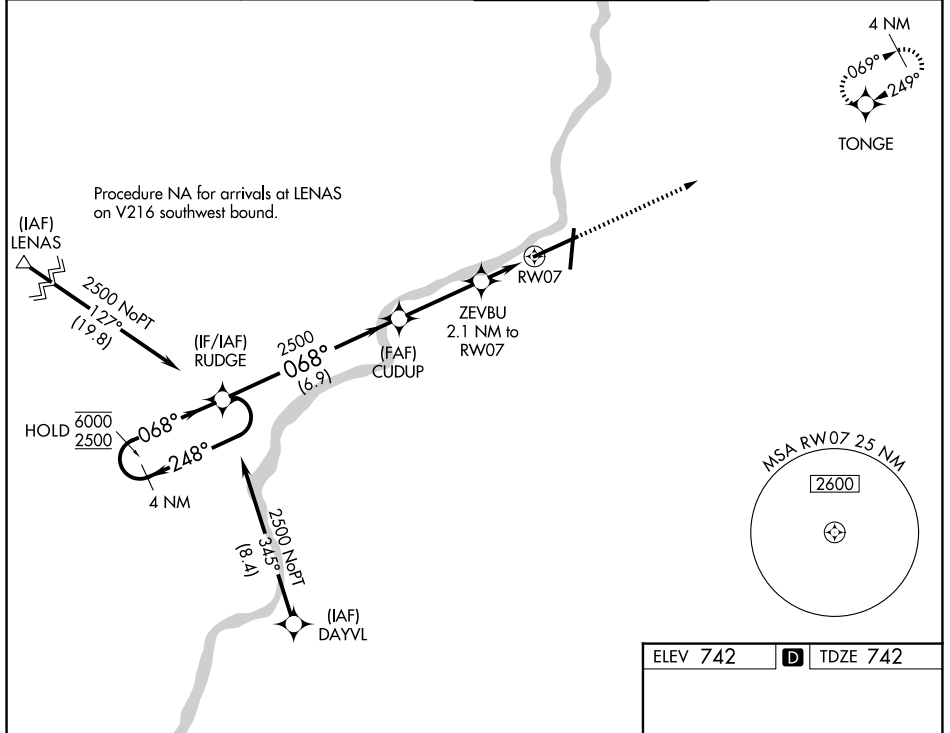 4 NM
069°
249°
TONGE
Procedure NA for arrivals at LENAS
on V216 southwest bound.
(IAF)
LENAS
2500 NoPT
127°
(19.8)
(IF/IAF)
RUDGE
2500
068°
(6.9)
(FAF)
CUDUP
ZEVBU
2.1 NM to
RW07
RW07
HOLD 6000
2500
068°
248°
4 NM
2500 NoPT
345°
(8.4)
(IAF)
DAYVL
MSA RW07 25 NM
2600
ELEV 742 D TDZE 742